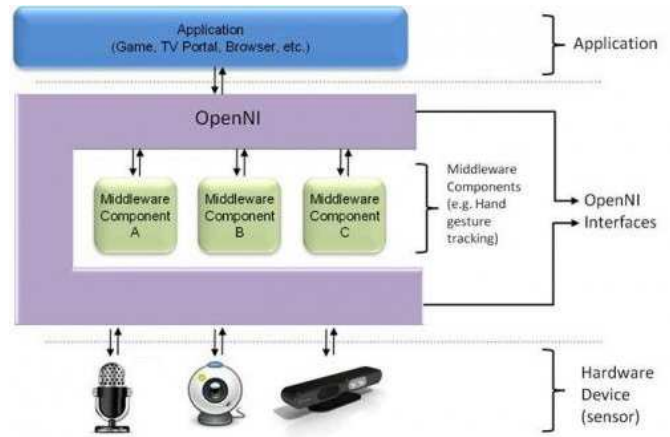 Application
(Game, TV Portal, Browser, etc.)
Application
OpenNI
Middleware
Component
A
Middleware
Component
B
Middleware
Component
C
Middleware
Components
(e.g. Hand
gesture
tracking)
OpenNI
Interfaces
Hardware
Device
(sensor)